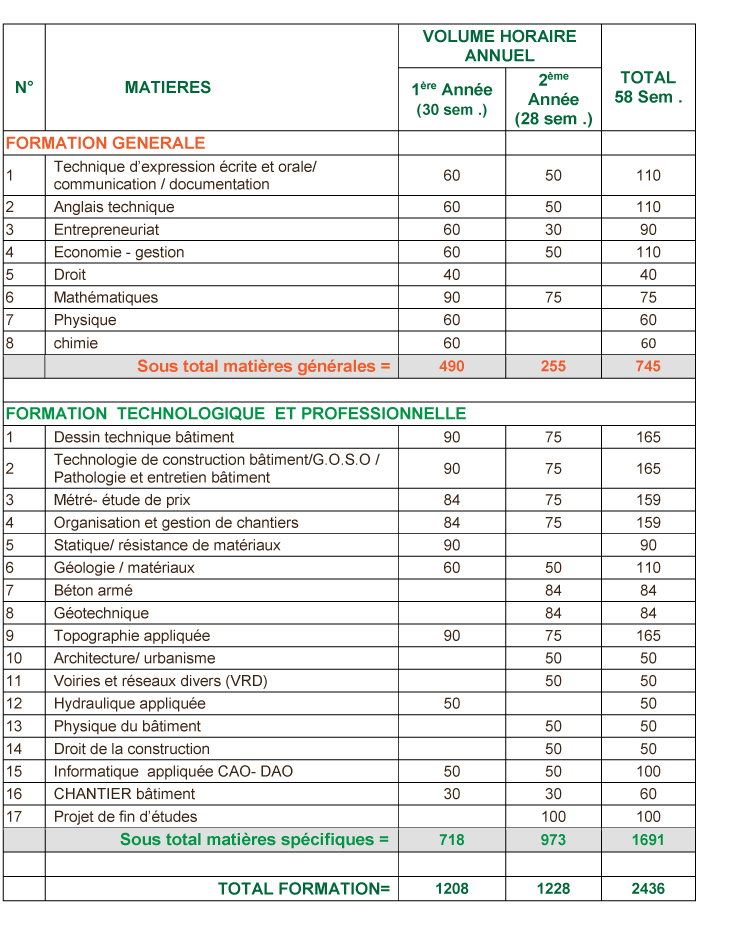 N° MATIERES VOLUME HORAIRE ANNUEL TOTAL 58 Sem .
1ère Année (30 sem .) 2ème Année (28 sem .)
FORMATION GENERALE
1 Technique d'expression écrite et orale/ communication / documentation 60 50 110
2 Anglais technique 60 50 110
3 Entrepreneuriat 60 30 90
4 Economie - gestion 60 50 110
5 Droit 40 40
6 Mathématiques 90 75 75
7 Physique 60 60
8 chimie 60 60
Sous total matières générales = 490 255 745
FORMATION TECHNOLOGIQUE ET PROFESSIONNELLE
1 Dessin technique bâtiment 90 75 165
2 Technologie de construction bâtiment/G.O.S.O / Pathologie et entretien bâtiment 90 75 165
3 Métré- étude de prix 84 75 159
4 Organisation et gestion de chantiers 84 75 159
5 Statique/ résistance de matériaux 90 90
6 Géologie / matériaux 60 50 110
7 Béton armé 84 84
8 Géotechnique 84 84
9 Topographie appliquée 90 75 165
10 Architecture/ urbanisme 50 50
11 Voiries et réseaux divers (VRD) 50 50
12 Hydraulique appliquée 50 50
13 Physique du bâtiment 50 50
14 Droit de la construction 50 50
15 Informatique appliquée CAO- DAO 50 50 100
16 CHANTIER bâtiment 30 30 60
17 Projet de fin d'études 100 100
Sous total matières spécifiques = 718 973 1691
TOTAL FORMATION= 1208 1228 2436